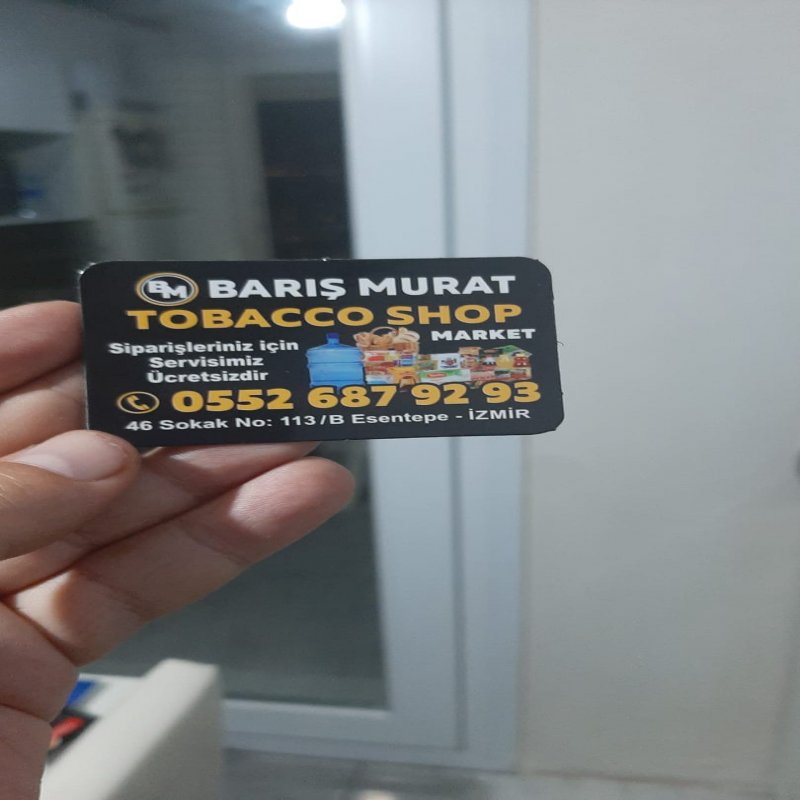 BM BARIŞ MURAT
TOBACCO SHOP
MARKET
Siparişleriniz için
Servisimiz
Ücretsizdir
0552 687 92 93
46 Sokak No: 113/B Esentepe - İZMİR